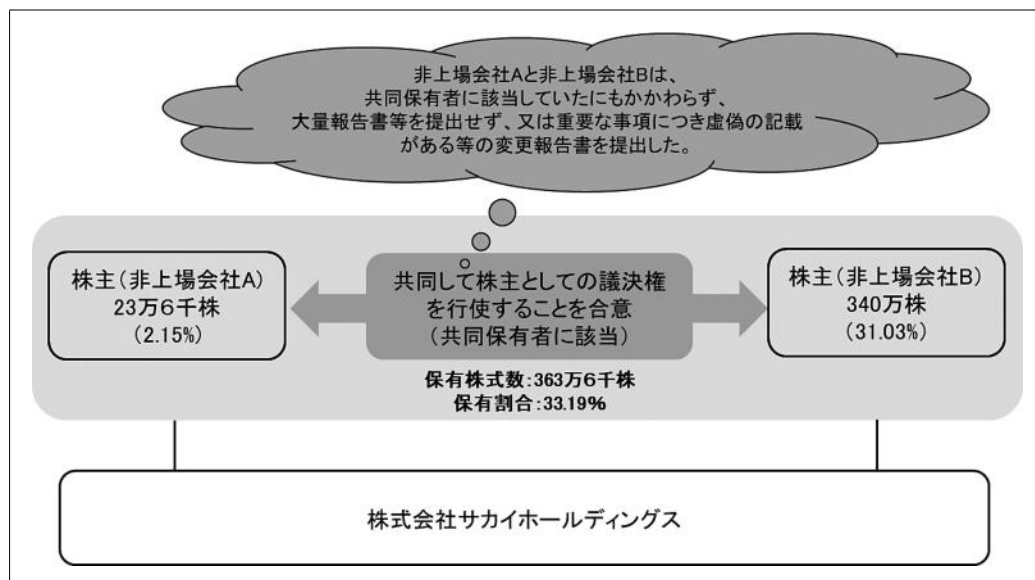 非上場会社Aと非上場会社Bは、
共同保有者に該当していたにもかかわらず、
大量報告書等を提出せず、又は重要な事項につき虚偽の記載
がある等の変更報告書を提出した。
株主(非上場会社A)
23万6千株
(2.15%)
共同して株主としての議決権
を行使することを合意
(共同保有者に該当)
株主(非上場会社B)
340万株
(31.03%)
保有株式数:363万6千株
保有割合:33.19%
株式会社サカイホールディングス